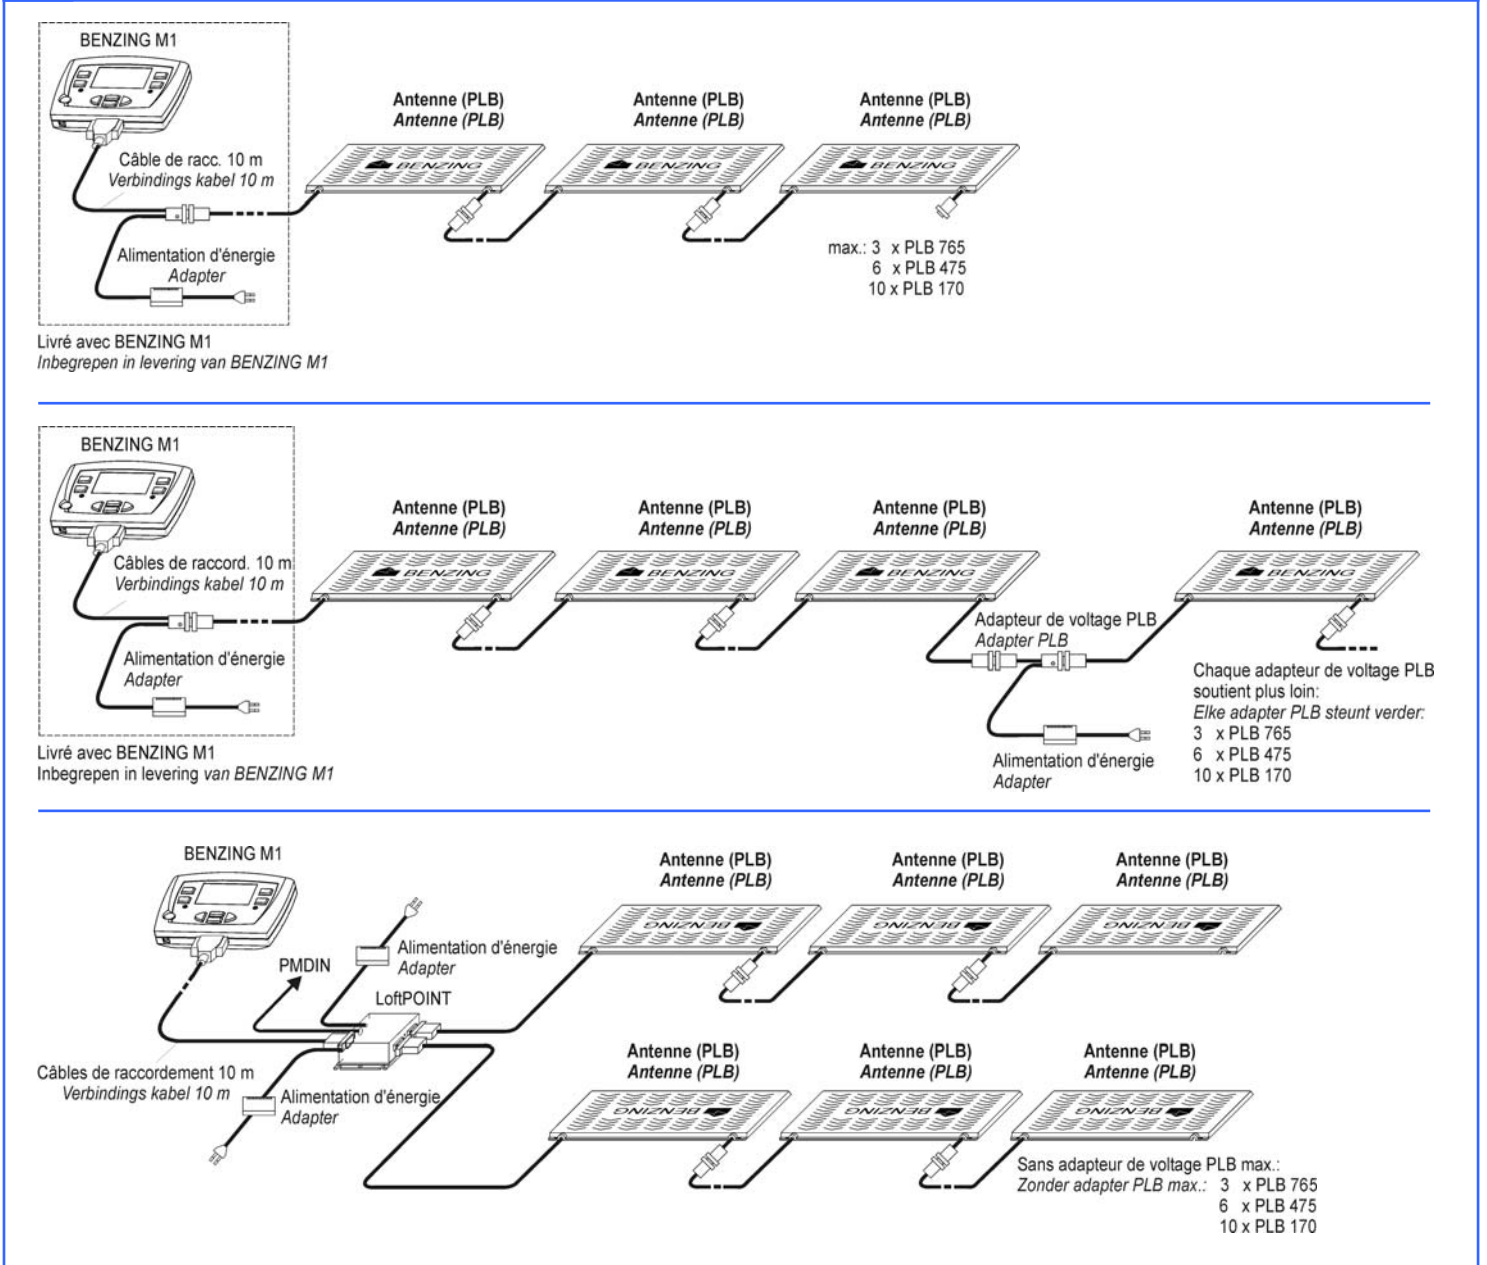 BENZING M1
Antenne (PLB)
Antenne (PLB)
Antenne (PLB)
Antenne (PLB)
Antenne (PLB)
Antenne (PLB)
BENZING
BENZING
BENZING
Câble de racc. 10 m
Verbindings kabel 10 m
Alimentation d'énergie
Adapter
max.: 3 x PLB 765
6 x PLB 475
10 x PLB 170
Livré avec BENZING M1
Inbegrepen in levering van BENZING M1
BENZING M1
Antenne (PLB)
Antenne (PLB)
Antenne (PLB)
Antenne (PLB)
Antenne (PLB)
Antenne (PLB)
Antenne (PLB)
Antenne (PLB)
BENZING
BENZING
BENZING
BENZING
Câbles de raccord. 10 m
Verbindings kabel 10 m
Alimentation d'énergie
Adapter
Adapteur de voltage PLB
Adapter PLB
Alimentation d'énergie
Adapter
Chaque adapteur de voltage PLB
soutient plus loin:
Elke adapter PLB steunt verder:
3 x PLB 765
6 x PLB 475
10 x PLB 170
Livré avec BENZING M1
Inbegrepen in levering van BENZING M1
BENZING M1
Antenne (PLB)
Antenne (PLB)
Antenne (PLB)
Antenne (PLB)
Antenne (PLB)
Antenne (PLB)
BENZING
BENZING
BENZING
Alimentation d'énergie
Adapter
PMDIN
LoftPOINT
Câbles de raccordement 10 m
Verbindings kabel 10 m
Alimentation d'énergie
Adapter
Antenne (PLB)
Antenne (PLB)
Antenne (PLB)
Antenne (PLB)
Antenne (PLB)
Antenne (PLB)
BENZING
BENZING
BENZING
Sans adapteur de voltage PLB max.:
Zonder adapter PLB max.: 3 x PLB 765
6 x PLB 475
10 x PLB 170